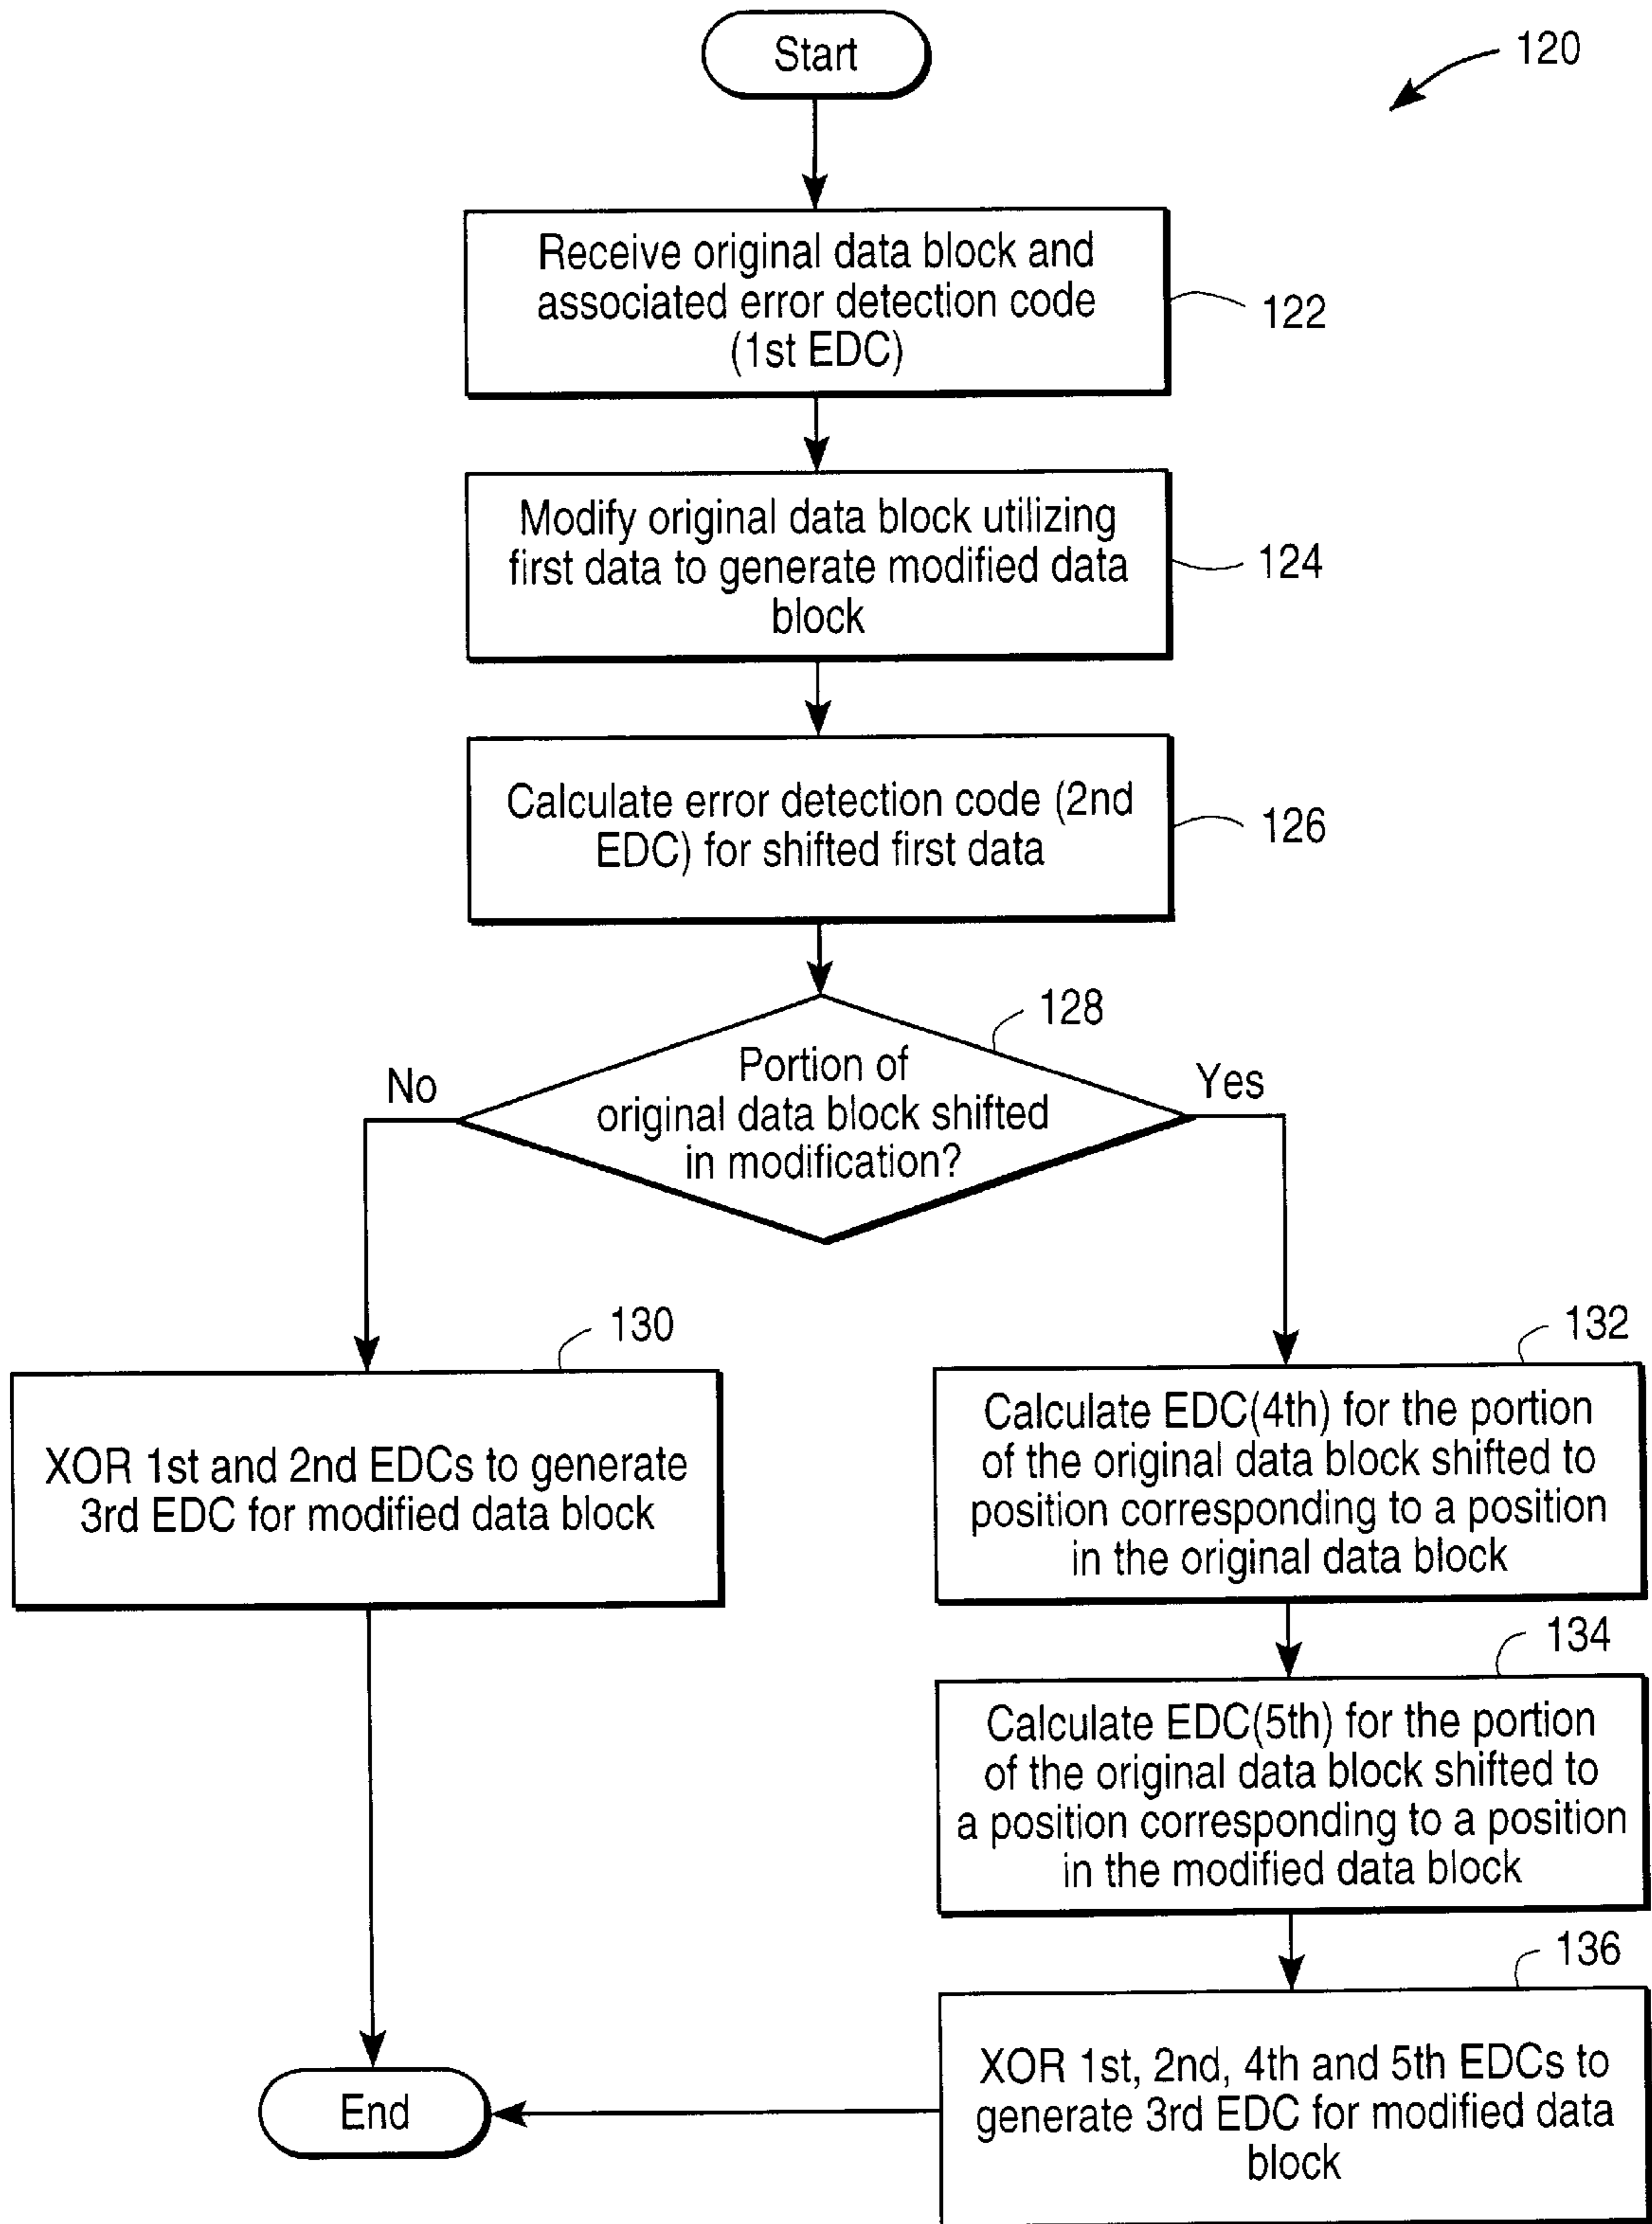 Start
120
Receive original data block and
associated error detection code
(1st EDC)
122
Modify original data block utilizing
first data to generate modified data
block
124
Calculate error detection code (2nd
EDC) for shifted first data
126
128
Portion of
original data block shifted
in modification?
No
Yes
130
XOR 1st and 2nd EDCs to generate
3rd EDC for modified data block
132
Calculate EDC(4th) for the portion
of the original data block shifted to
position corresponding to a position
in the original data block
134
Calculate EDC(5th) for the portion
of the original data block shifted to
a position corresponding to a position
in the modified data block
136
XOR 1st, 2nd, 4th and 5th EDCs to
generate 3rd EDC for modified data
block
End